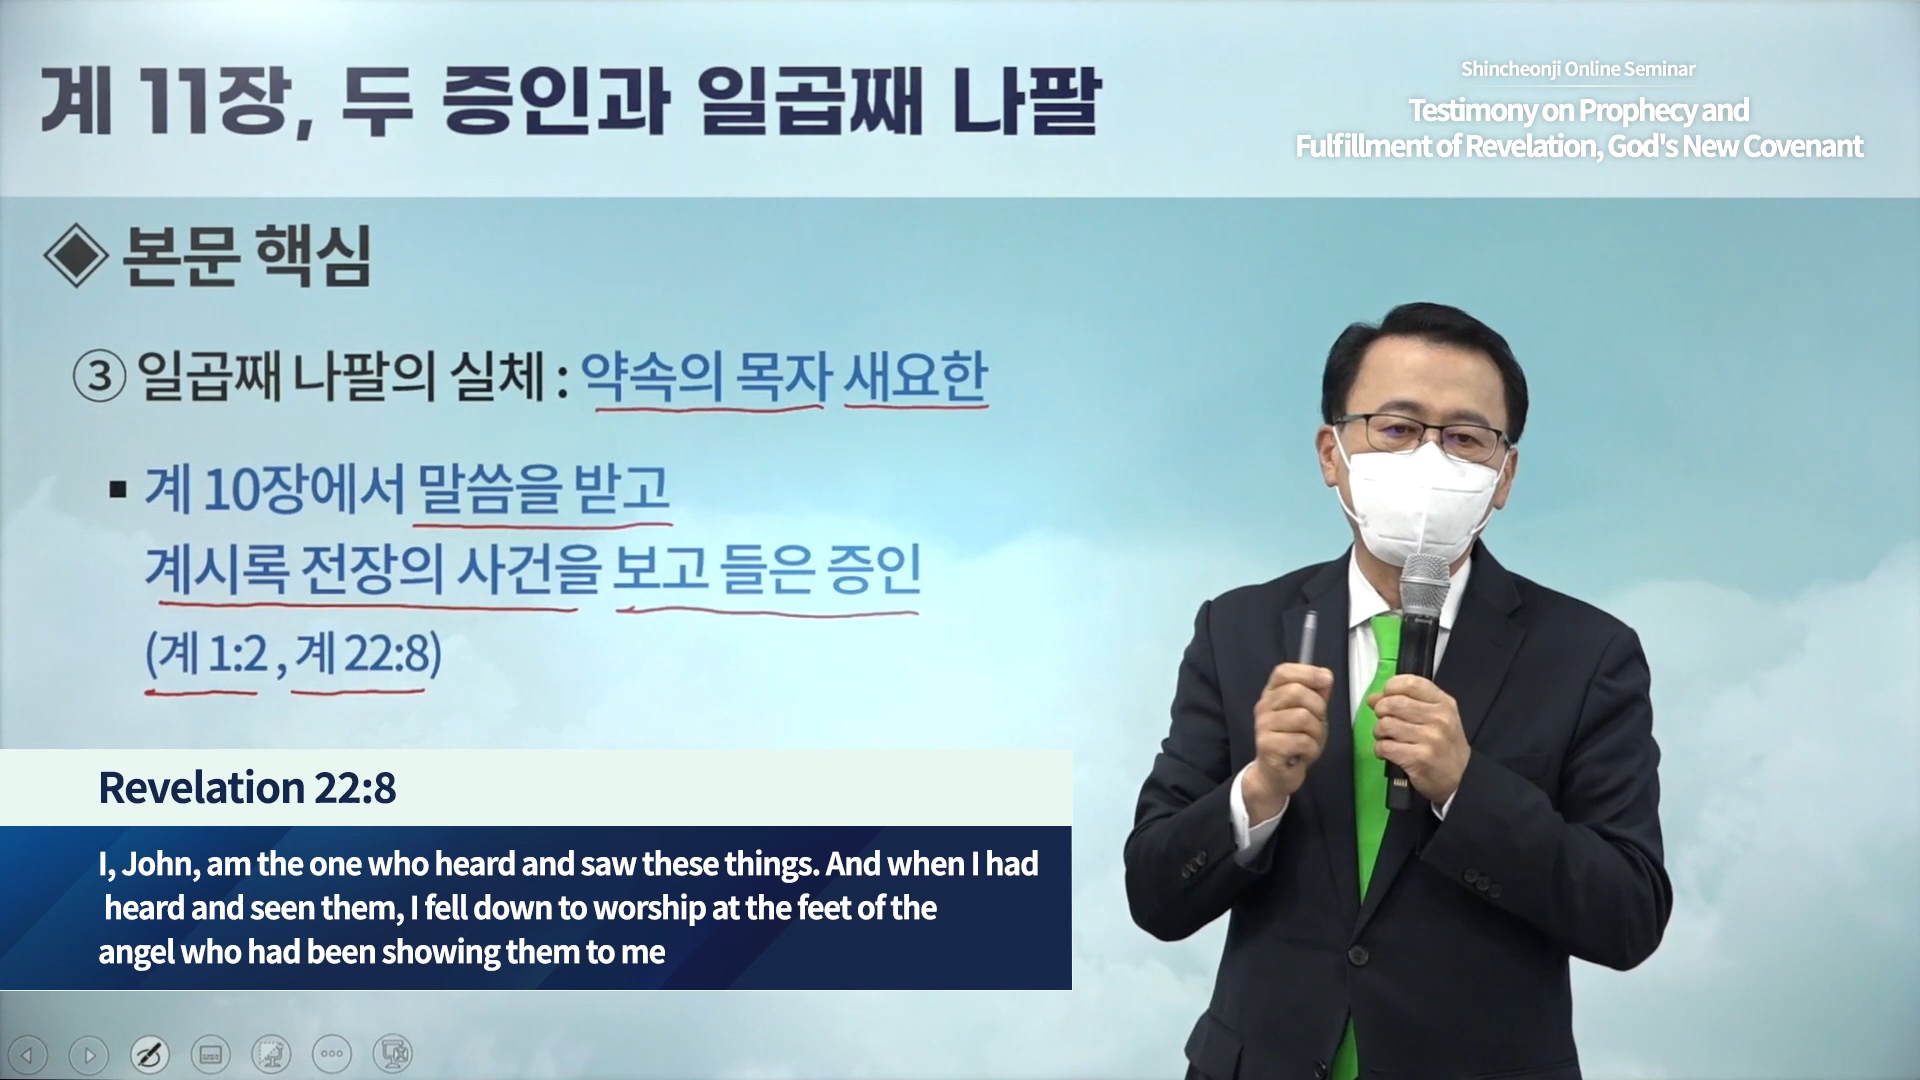 계 11장, 두 증인과 일곱째 나팔
Shincheonji Online Seminar
Testimony on Prophecy and
Fulfillment of Revelation, God's New Covenant
본문 핵심
③ 일곱째 나팔의 실체 : 약속의 목자 새요한
▪ 계 10장에서 말씀을 받고
계시록 전장의 사건을 보고 들은 증인
(계 1:2 , 계 22:8)
Revelation 22:8
I, John, am the one who heard and saw these things. And when I had
heard and seen them, I fell down to worship at the feet of the
angel who had been showing them to me